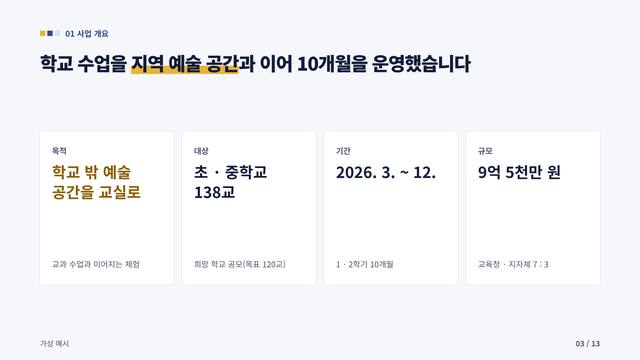 01 사업 개요
학교 수업을 지역 예술 공간과 이어 10개월을 운영했습니다
목적
학교 밖 예술
공간을 교실로
교과 수업과 이어지는 체험
대상
초 · 중학교
138교
희망 학교 공모(목표 120교)
기간
2026. 3. ~ 12.
1 · 2학기 10개월
규모
9억 5천만 원
교육청 · 지자체 7 : 3
가상 예시
03 / 13